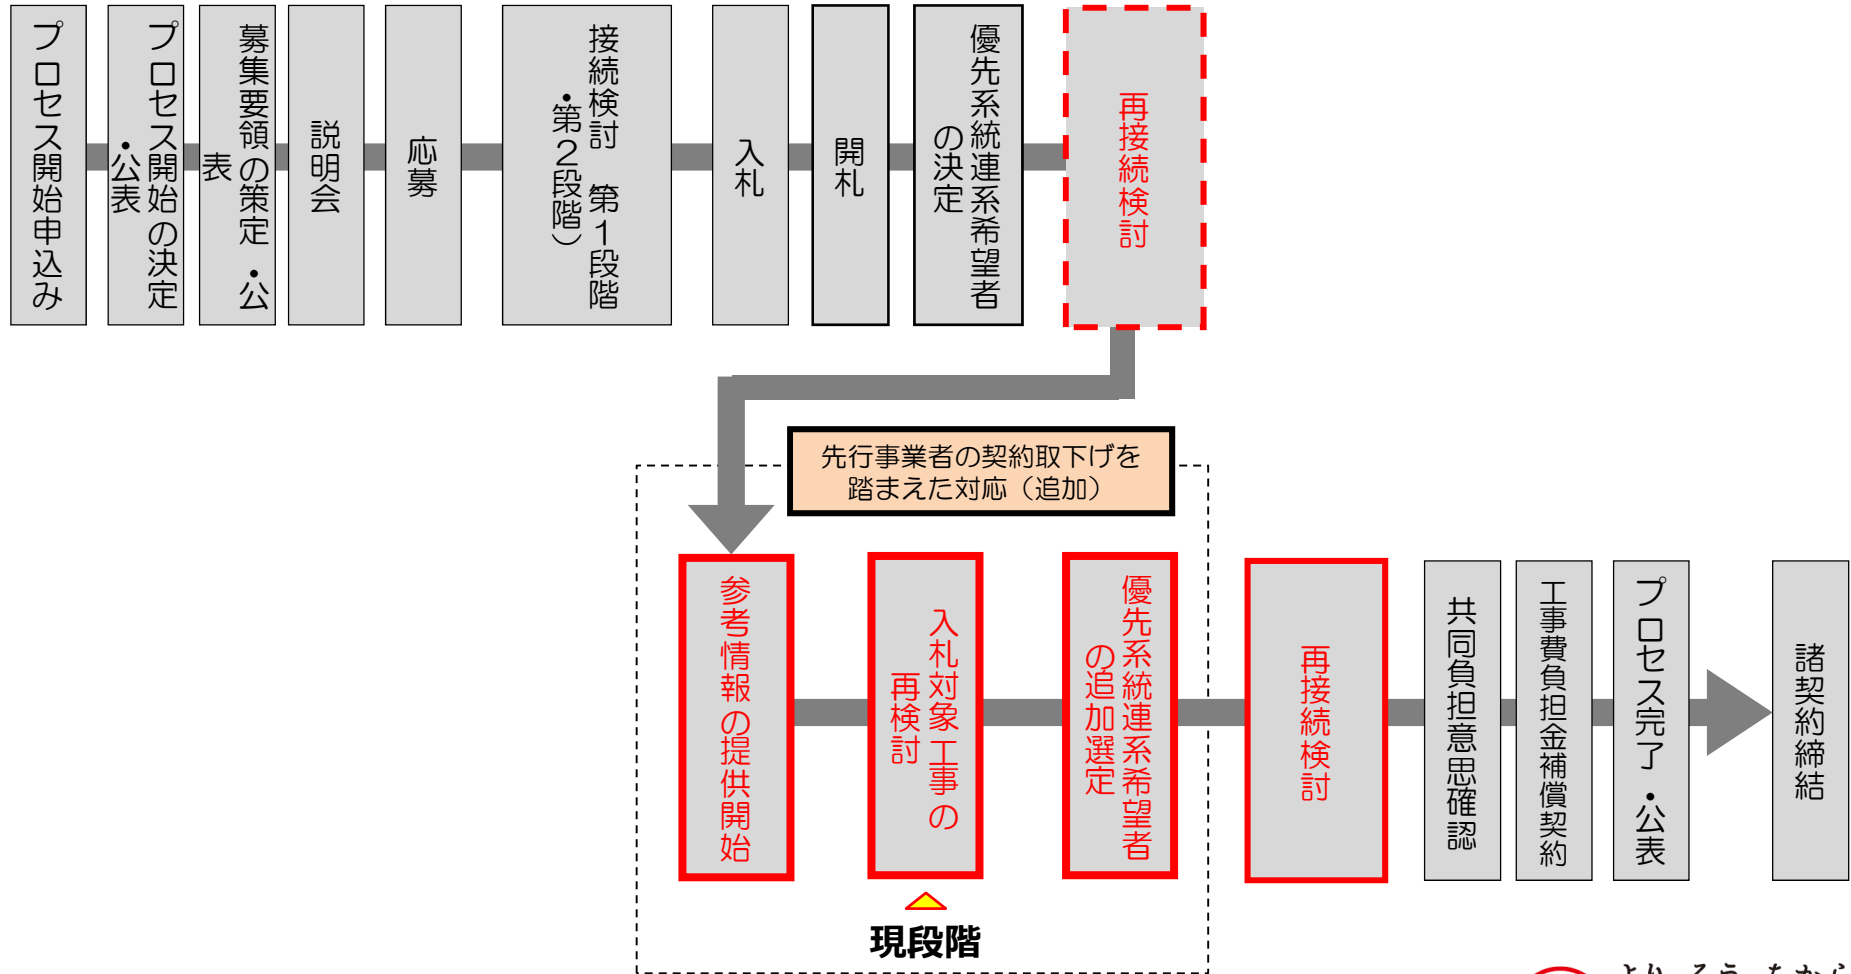 プロセス開始申込み
プロセス開始の決定
・公表
募集要領の策定・公
表
説明会
応募
接続検討　第１段階
・第２段階）
入札
開札
優先系統連系希望者
の決定
再接続検討
先行事業者の契約取下げを
踏まえた対応（追加）
参考情報の提供開始
入札対象工事の
再検討
優先系統連系希望者
の追加選定
再接続検討
共同負担意思確認
工事費負担金補償契約
プロセス完了・公表
諸契約締結
現段階